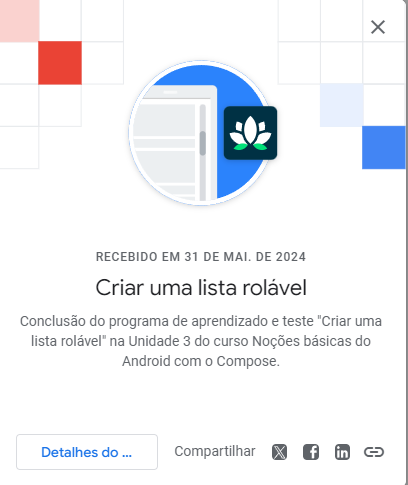 RECEBIDO EM 31 DE MAI. DE 2024
Criar uma lista rolável
Conclusão do programa de aprendizado e teste "Criar uma
lista rolável" na Unidade 3 do curso Noções básicas do
Android com o Compose.
Detalhes do ...
Compartilhar